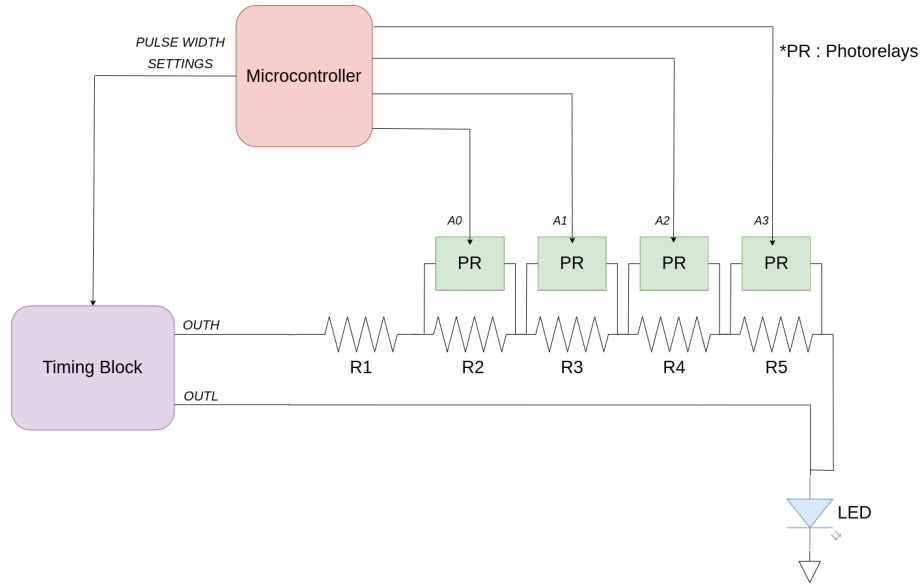 PULSE WIDTH
SETTINGS
Microcontroller
*PR : Photorelays
A0
A1
A2
A3
PR
PR
PR
PR
OUTH
Timing Block
R1
R2
R3
R4
R5
OUTL
LED